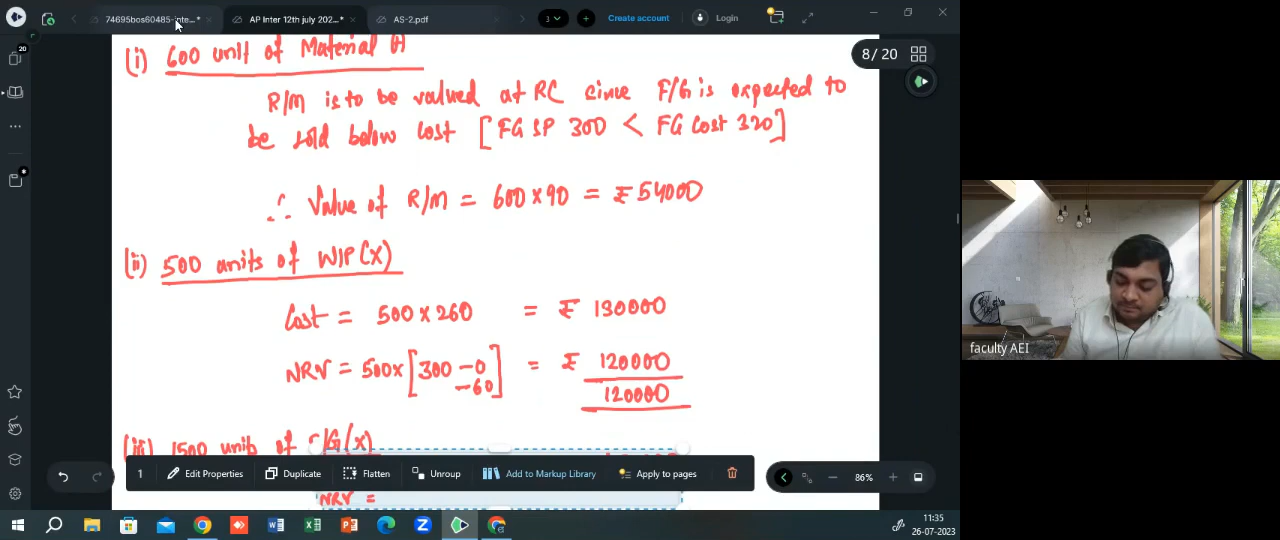 74695bos60485-inte...*
AP Inter 12th july 202...*
AS-2.pdf
3
Create account
Login
(i) 600 unit of Material A
8 / 20
20
R/M is to be valued at RC since F/G is expected to
be sold below cost [FG SP 300 < FG Cost 320]
∴ Value of R/M = 600 × 90 = ₹ 54000
(ii) 500 units of WIP(X)
Cost = 500 × 260 = ₹ 130000
NRV = 500 × [300 - 0 = ₹ 120000
- 60]
120000
faculty AEI
(iii) 1500 units of F/G(X)
1
Edit Properties
Duplicate
Flatten
Ungroup
Add to Markup Library
Apply to pages
86%
NRV =
11:35
26-07-2023